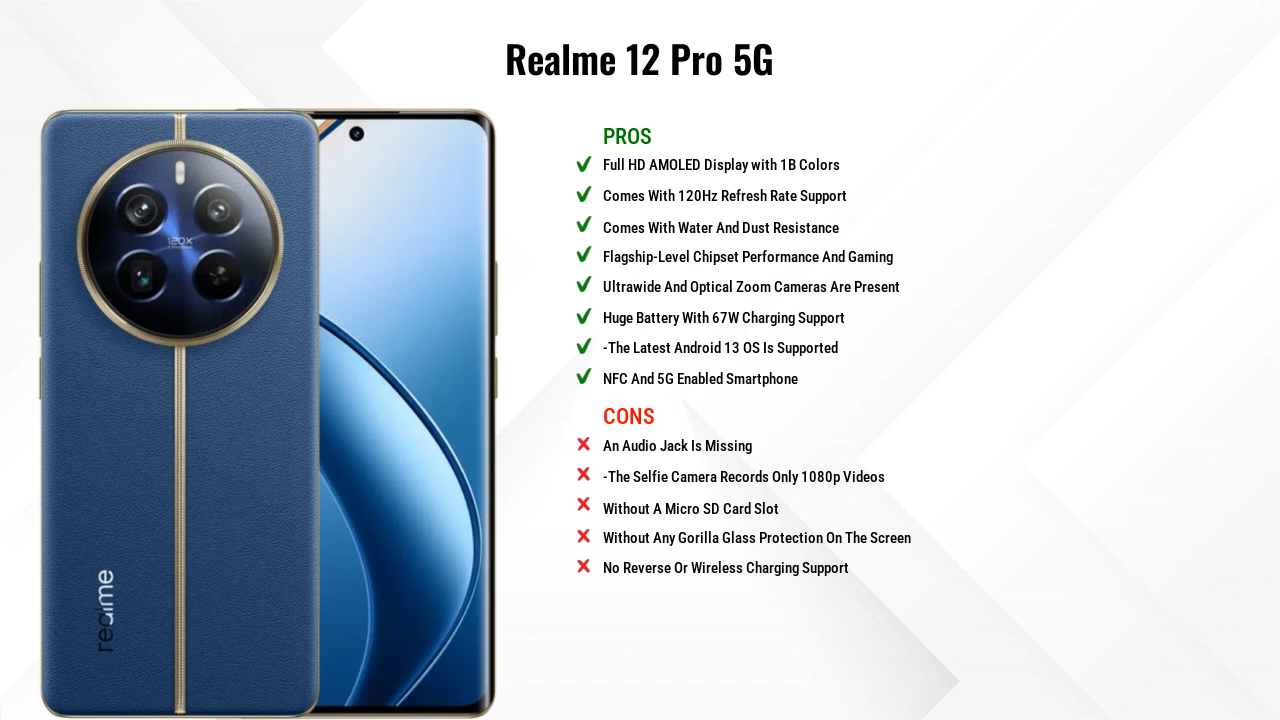 Realme 12 Pro 5G
PROS
Full HD AMOLED Display with 1B Colors
Comes With 120Hz Refresh Rate Support
Comes With Water And Dust Resistance
Flagship-Level Chipset Performance And Gaming
Ultrawide And Optical Zoom Cameras Are Present
Huge Battery With 67W Charging Support
-The Latest Android 13 OS Is Supported
NFC And 5G Enabled Smartphone
CONS
An Audio Jack Is Missing
-The Selfie Camera Records Only 1080p Videos
Without A Micro SD Card Slot
Without Any Gorilla Glass Protection On The Screen
No Reverse Or Wireless Charging Support
120X
realme